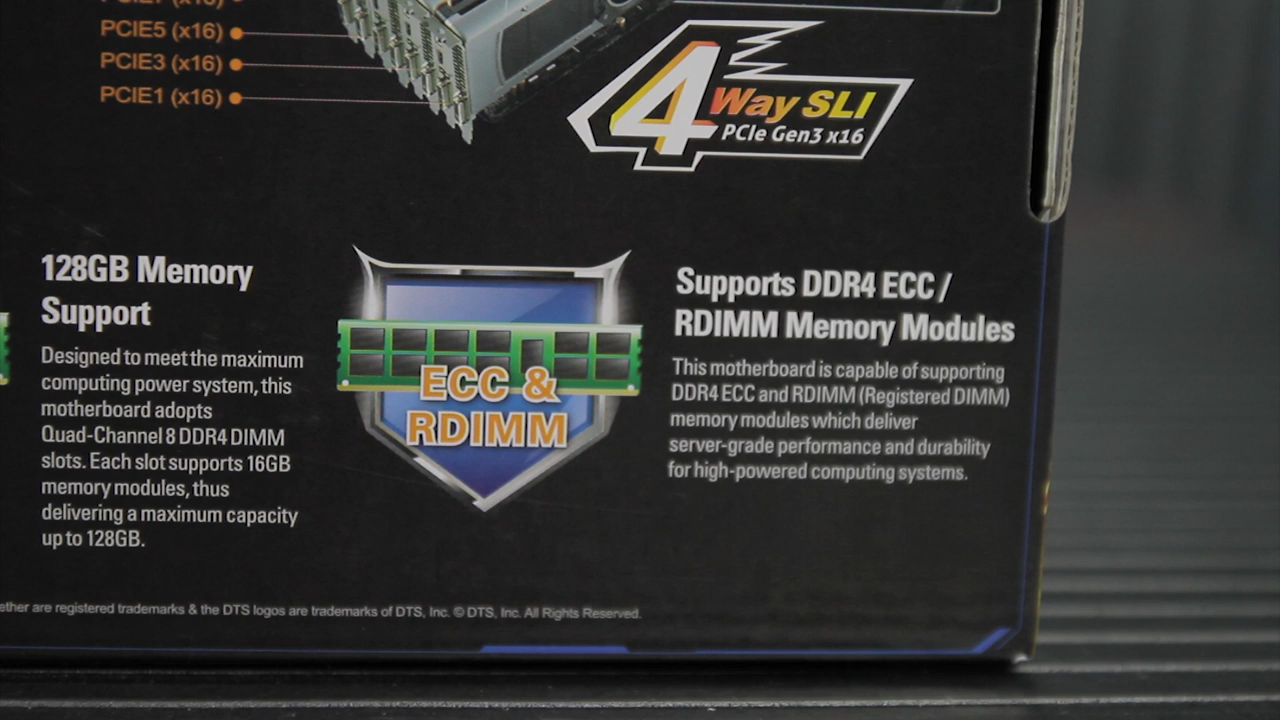 PCIE5 (x16)
PCIE3 (x16)
PCIE1 (x16)
4 Way SLI
PCIe Gen3 x16
128GB Memory
Support
Designed to meet the maximum
computing power system, this
motherboard adopts
Quad-Channel 8 DDR4 DIMM
slots. Each slot supports 16GB
memory modules, thus
delivering a maximum capacity
up to 128GB.
ECC &
RDIMM
Supports DDR4 ECC /
RDIMM Memory Modules
This motherboard is capable of supporting
DDR4 ECC and RDIMM (Registered DIMM)
memory modules which deliver
server-grade performance and durability
for high-powered computing systems.
ether are registered trademarks & the DTS logos are trademarks of DTS, Inc. © DTS, Inc. All Rights Reserved.